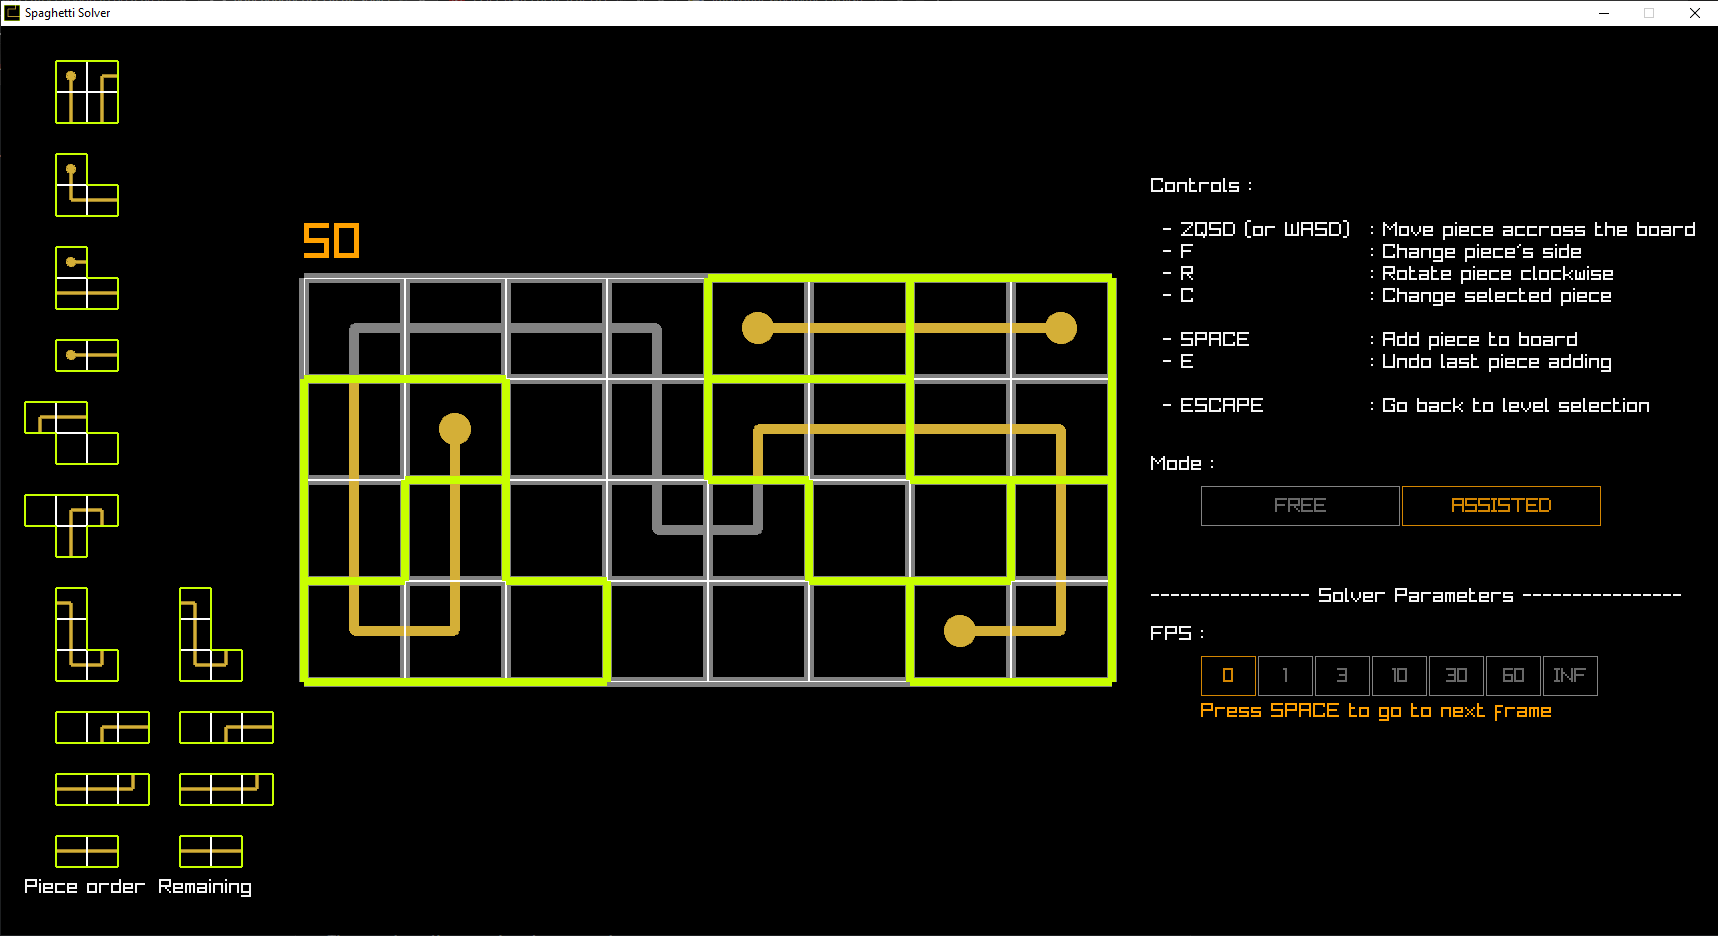 Spaghetti Solver
50
Controls :
- ZQSD (or WASD) : Move piece accross the board
- F : Change piece's side
- R : Rotate piece clockwise
- C : Change selected piece
- SPACE : Add piece to board
- E : Undo last piece adding
- ESCAPE : Go back to level selection
Mode :
FREE ASSISTED
---------------- Solver Parameters ----------------
FPS :
0 1 3 10 30 60 INF
Press SPACE to go to next frame
Piece order Remaining